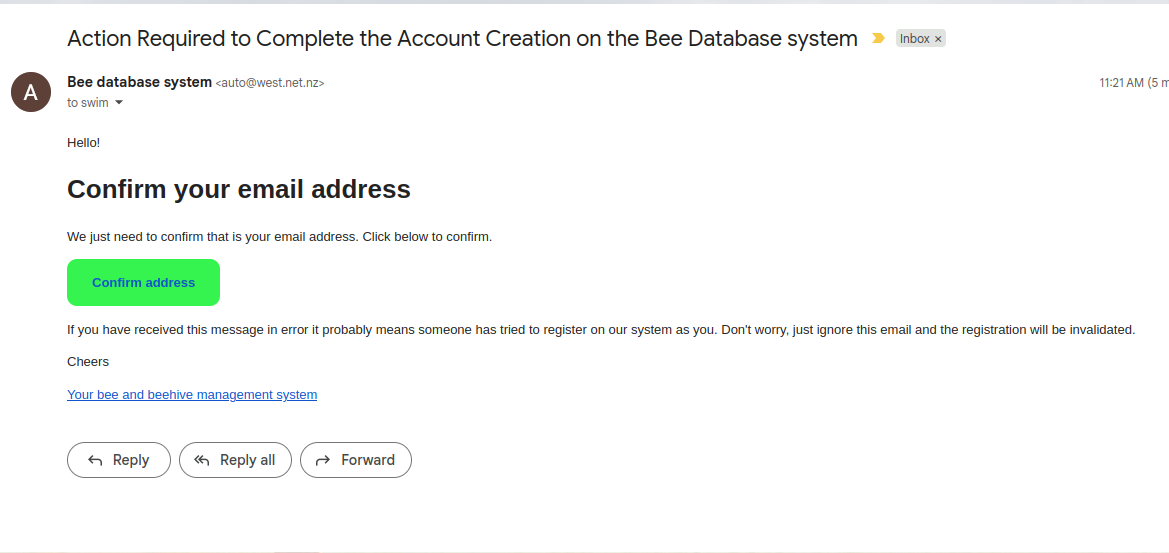 Action Required to Complete the Account Creation on the Bee Database system Inbox ×
A
Bee database system <auto@west.net.nz> 11:21 AM (5 m
to swim
Hello!
Confirm your email address
We just need to confirm that is your email address. Click below to confirm.
Confirm address
If you have received this message in error it probably means someone has tried to register on our system as you. Don't worry, just ignore this email and the registration will be invalidated.
Cheers
Your bee and beehive management system
Reply Reply all Forward